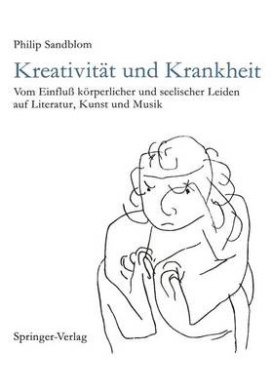 Philip Sandblom
Kreativität und Krankheit
Vom Einfluß körperlicher und seelischer Leiden
auf Literatur, Kunst und Musik
Springer-Verlag